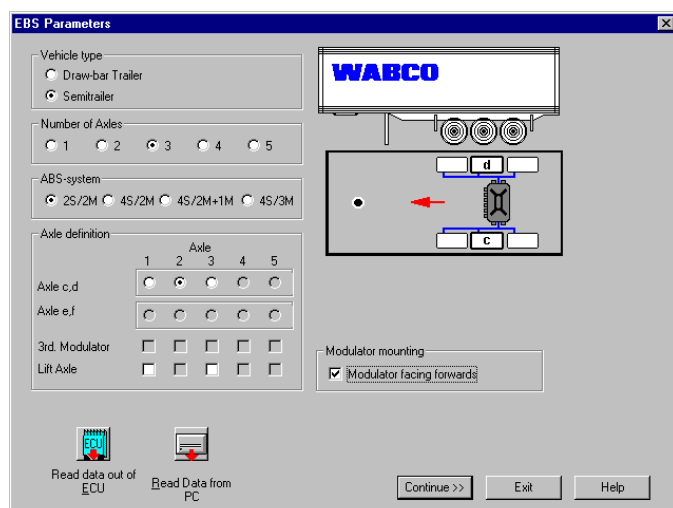 EBS Parameters
Vehicle type
Draw-bar Trailer
Semitrailer
Number of Axles
1 2 3 4 5
ABS-system
2S/2M 4S/2M 4S/2M+1M 4S/3M
Axle definition
Axle
1 2 3 4 5
Axle c,d
Axle e,f
3rd. Modulator
Lift Axle
WABCO
d
c
Modulator mounting
Modulator facing forwards
ECU
Read data out of
ECU
Read Data from
PC
Continue >> Exit Help